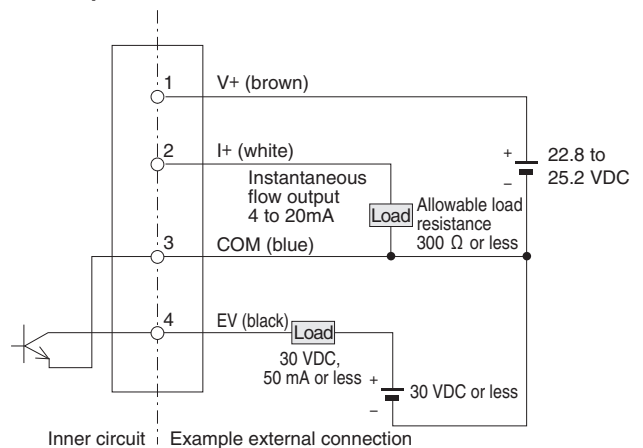 1
V+ (brown)
2
I+ (white)
Instantaneous
flow output
4 to 20mA
Load
Allowable load
resistance
300 Ω or less
+
−
22.8 to
25.2 VDC
3
COM (blue)
4
EV (black)
Load
30 VDC,
50 mA or less
+
−
30 VDC or less
Inner circuit
Example external connection